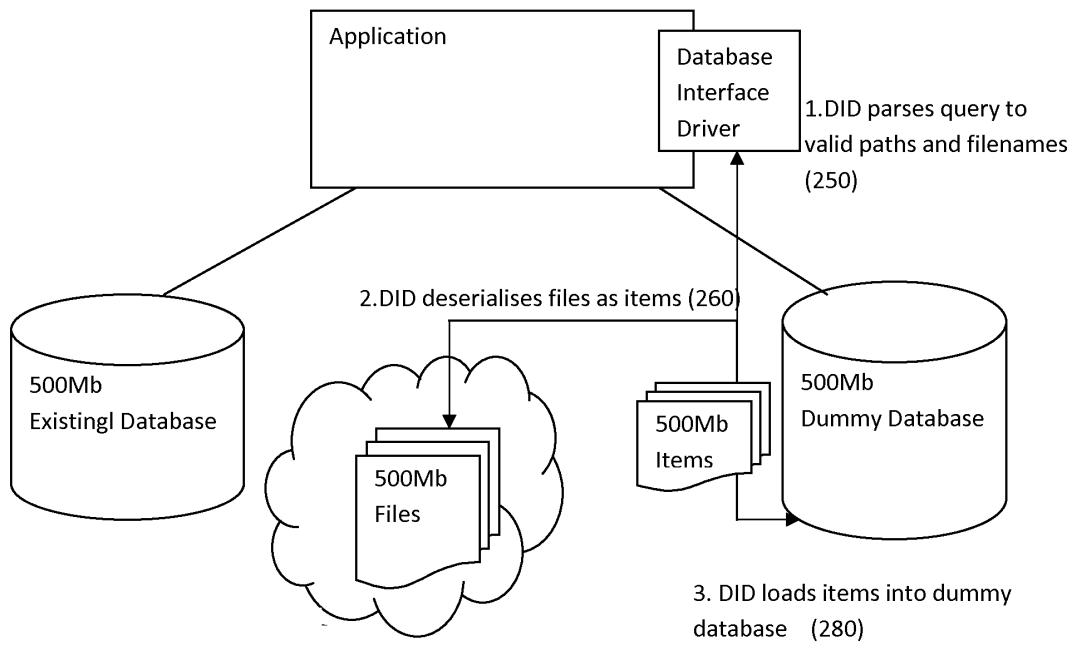 Application
Database
Interface
Driver
1.DID parses query to
valid paths and filenames
(250)
2.DID deserialises files as items (260)
500Mb
Existingl Database
500Mb
Files
500Mb
Items
500Mb
Dummy Database
3. DID loads items into dummy
database (280)